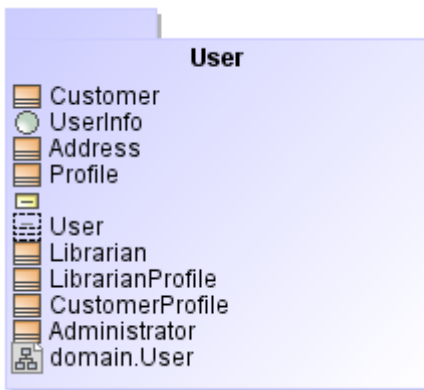 User
Customer
UserInfo
Address
Profile
User
Librarian
LibrarianProfile
CustomerProfile
Administrator
domain.User